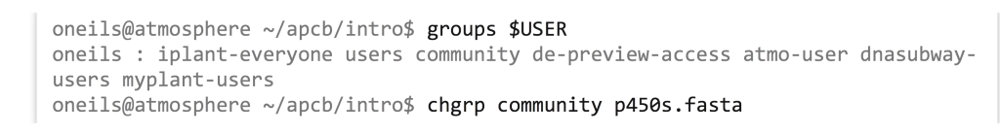 oneils@atmosphere ~/apcb/intro$ groups $USER
oneils : iplant-everyone users community de-preview-access atmo-user dnasubway-
users myplant-users
oneils@atmosphere ~/apcb/intro$ chgrp community p450s.fasta